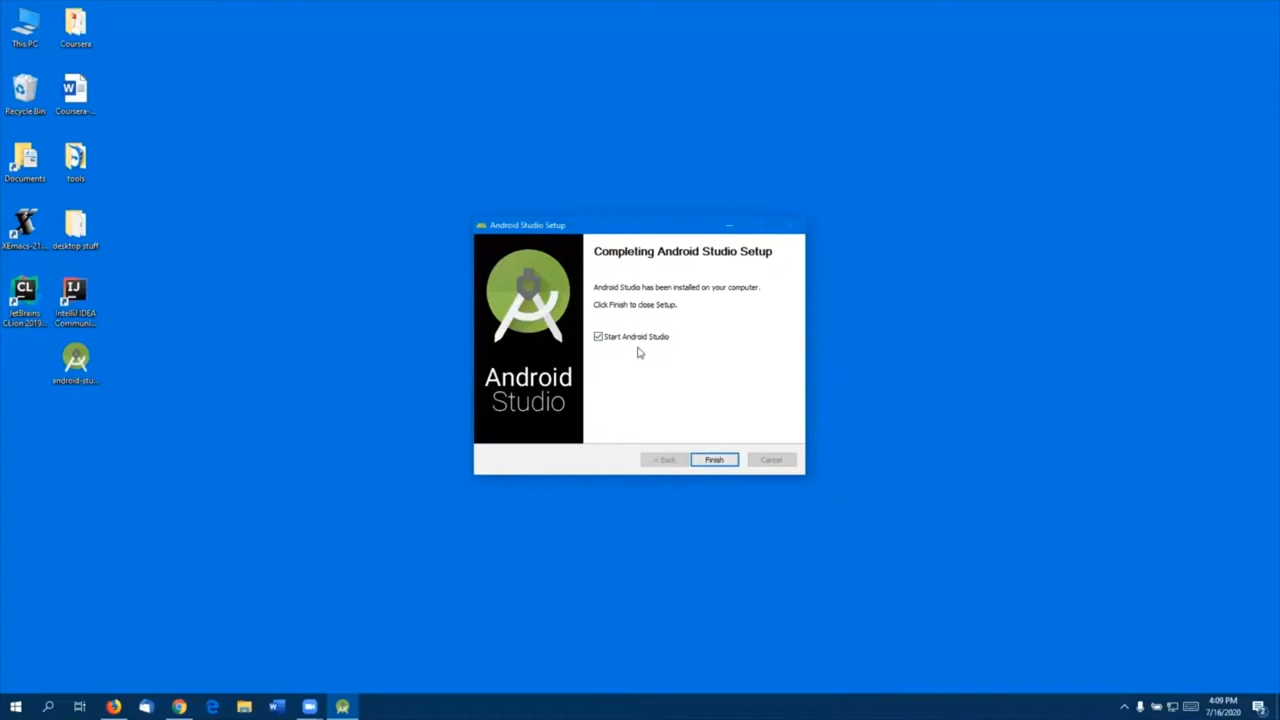 This PC
Coursera
Recycle Bin
Coursera-...
Documents
tools
XEmacs-21...
desktop stuff
JetBrains
CLion 2019...
IntelliJ IDEA
Communi...
android-stu...
Android Studio Setup
Completing Android Studio Setup
Android Studio has been installed on your computer.
Click Finish to close Setup.
Start Android Studio
Android
Studio
< Back
Finish
Cancel
4:09 PM
7/16/2020